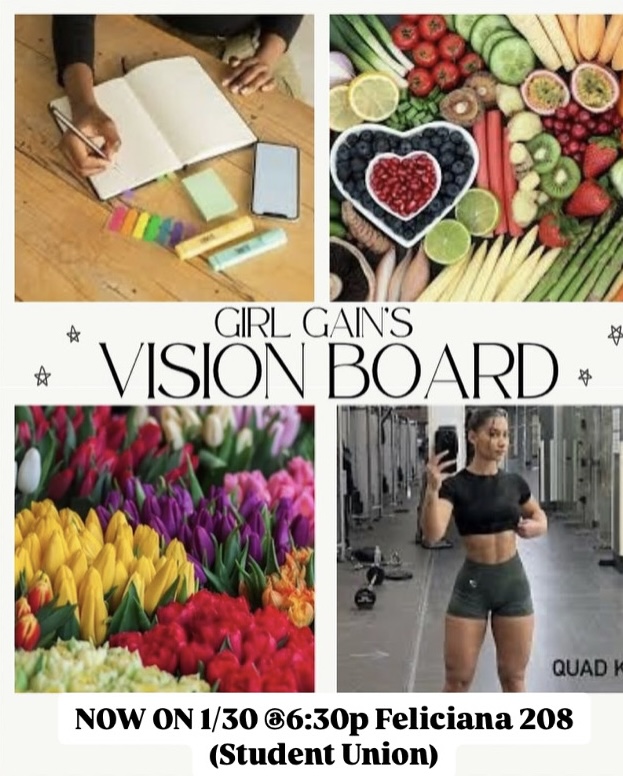 GIRL GAIN'S
VISION BOARD
QUAD K
NOW ON 1/30 @6:30p Feliciana 208
(Student Union)